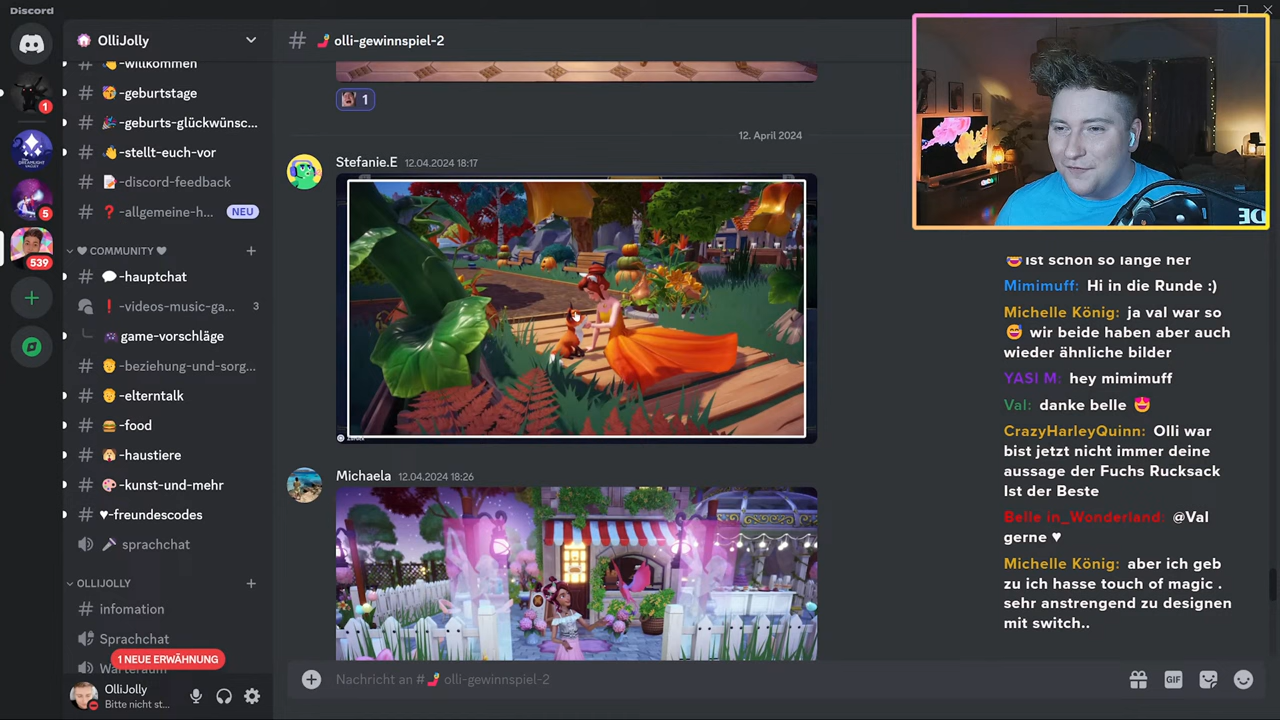 Discord
OlliJolly
-willkommen
-geburtstage
-geburts-glückwünsc...
-stellt-euch-vor
-discord-feedback
-allgemeine-h... NEU
COMMUNITY
-hauptchat
-videos-music-ga... 3
game-vorschläge
-beziehung-und-sorg...
-elterntalk
-food
-haustiere
-kunst-und-mehr
-freundescodes
sprachchat
OLLIJOLLY
infomation
Sprachchat
Warteraum
1 NEUE ERWÄHNUNG
OlliJolly
Bitte nicht st...
1
5
539
# olli-gewinnspiel-2
1
12. April 2024
Stefanie.E 12.04.2024 18:17
Michaela 12.04.2024 18:26
Nachricht an # olli-gewinnspiel-2
GIF
ist schon so lange her
Mimimuff: Hi in die Runde :)
Michelle König: ja val war so
wir beide haben aber auch
wieder ähnliche bilder
YASI M: hey mimimuff
Val: danke belle
CrazyHarleyQuinn: Olli war
bist jetzt nicht immer deine
aussage der Fuchs Rucksack
Ist der Beste
Belle in_Wonderland: @Val
gerne ♥
Michelle König: aber ich geb
zu ich hasse touch of magic .
sehr anstrengend zu designen
mit switch..